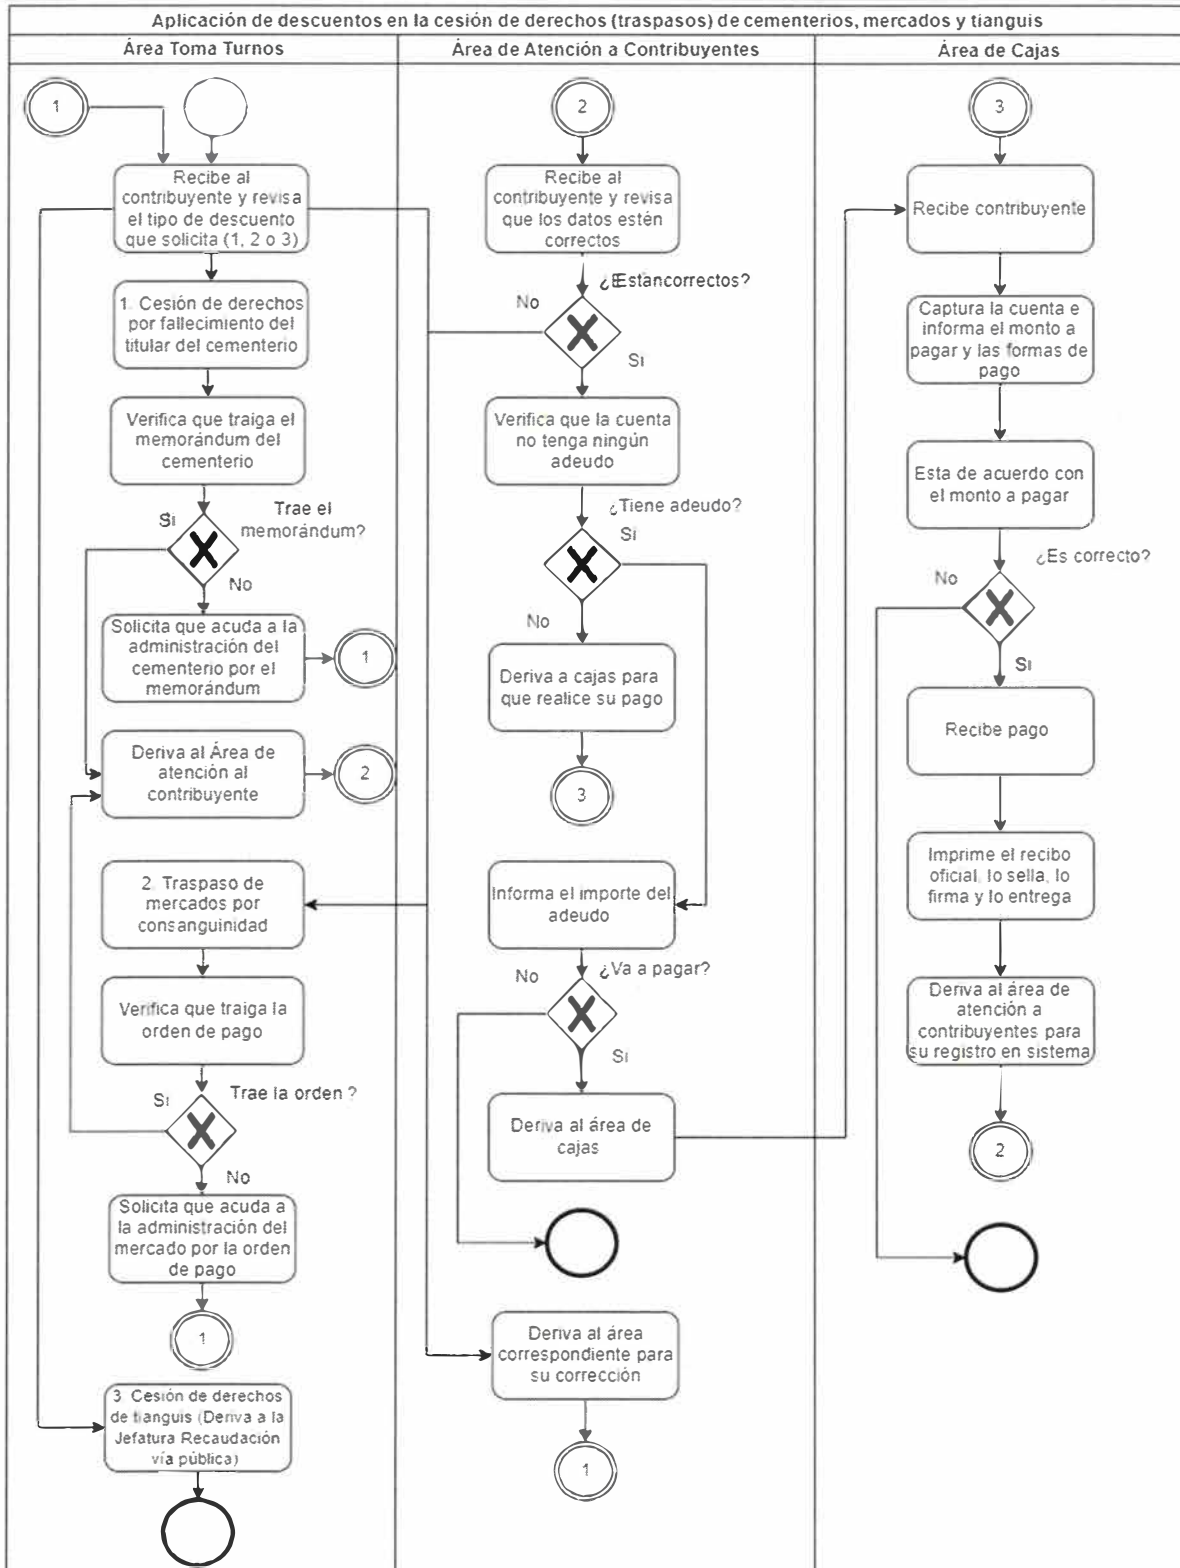 Aplicación de descuentos en la cesión de derechos (traspasos) de cementerios, mercados y tianguis
Área Toma Turnos
Área de Atención a Contribuyentes
Área de Cajas
1
Recibe al
contribuyente y revisa
el tipo de descuento
que solicita (1, 2 o 3)
1. Cesión de derechos
por fallecimiento del
titular del cementerio
Verifica que traiga el
memorándum del
cementerio
Trae el
memorándum?
Si
No
Solicita que acuda a la
administración del
cementerio por el
memorándum
1
Deriva al Área de
atención al
contribuyente
2
2. Traspaso de
mercados por
consanguinidad
Verifica que traiga la
orden de pago
Trae la orden ?
Si
No
Solicita que acuda a
la administración del
mercado por la orden
de pago
1
3. Cesión de derechos
de tianguis (Deriva a la
Jefatura Recaudación
vía pública)
2
Recibe al
contribuyente y revisa
que los datos estén
correctos
¿Estáncorrectos?
No
Si
Verifica que la cuenta
no tenga ningún
adeudo
¿Tiene adeudo?
Si
No
Deriva a cajas para
que realice su pago
3
Informa el importe del
adeudo
¿Va a pagar?
No
Si
Deriva al área de
cajas
Deriva al área
correspondiente para
su corrección
1
3
Recibe contribuyente
Captura la cuenta e
informa el monto a
pagar y las formas de
pago
Esta de acuerdo con
el monto a pagar
¿Es correcto?
No
Si
Recibe pago
Imprime el recibo
oficial, lo sella, lo
firma y lo entrega
Deriva al área de
atención a
contribuyentes para
su registro en sistema
2